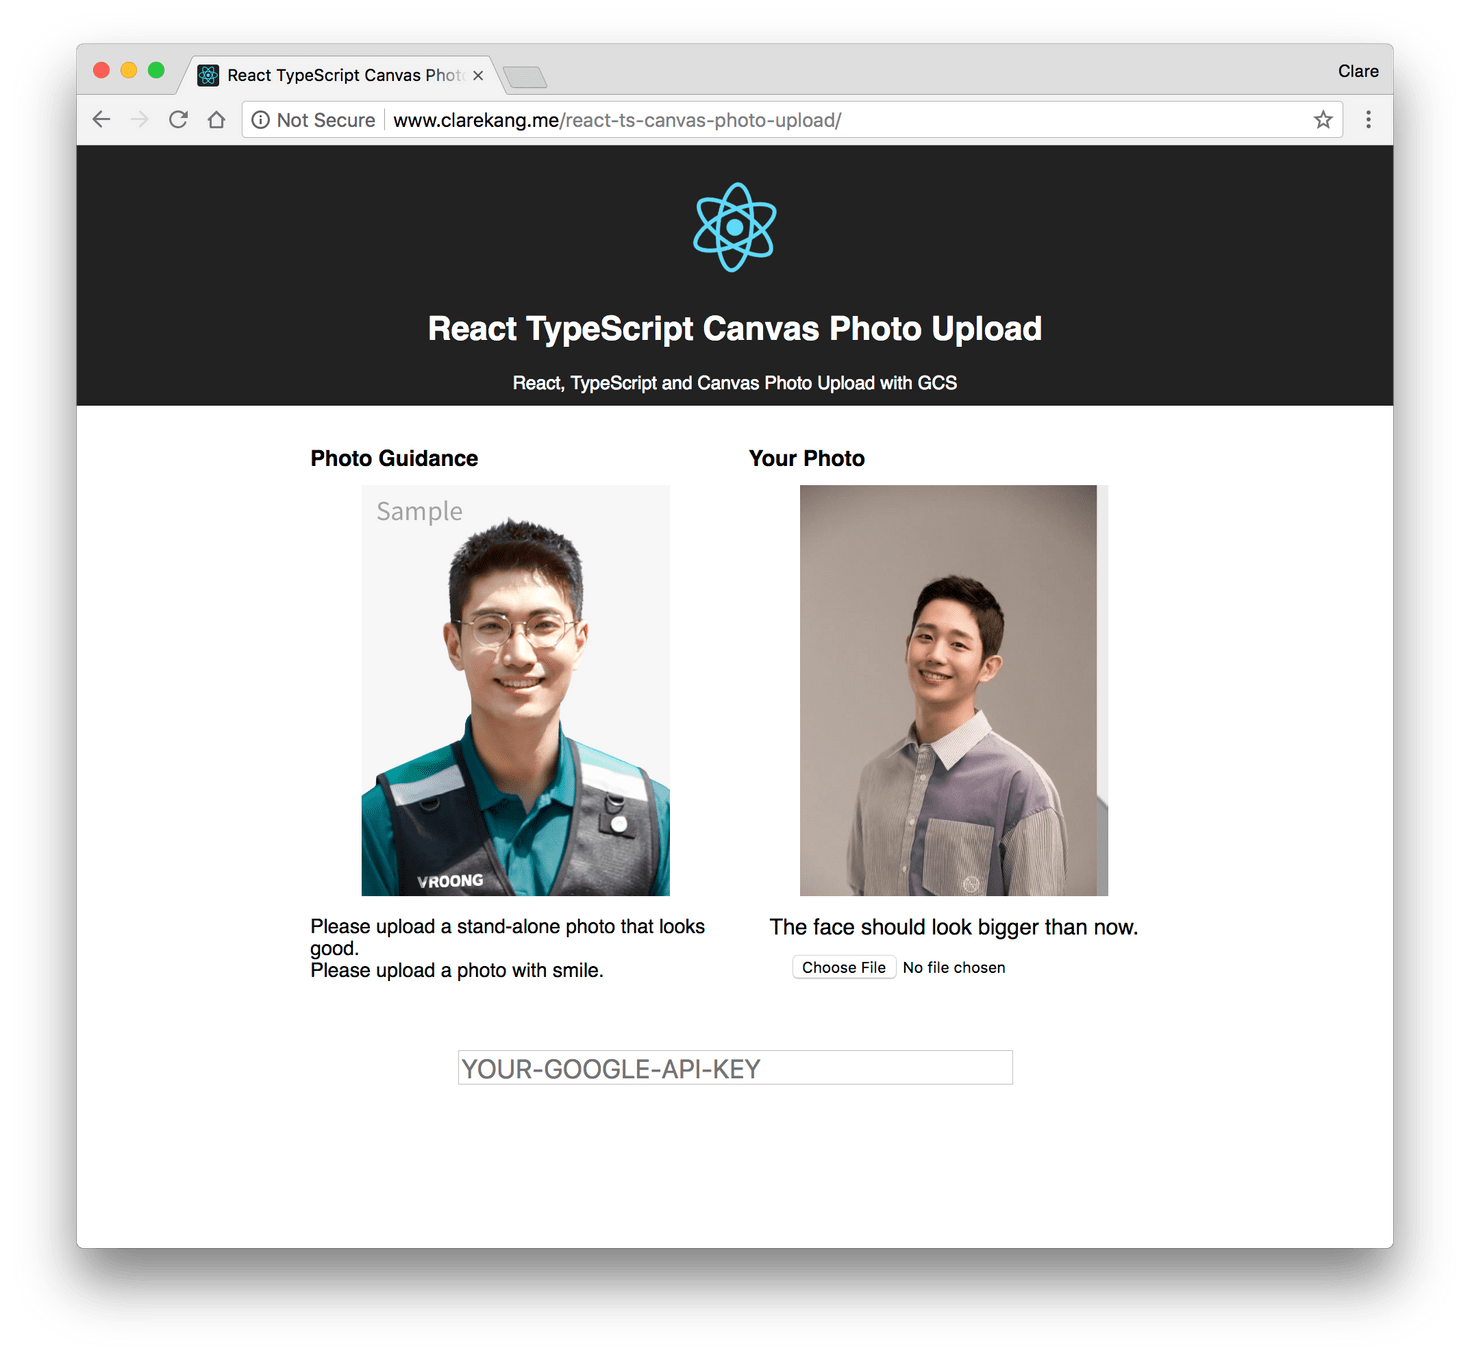 React TypeScript Canvas Phot
Clare
Not Secure
www.clarekang.me/react-ts-canvas-photo-upload/
React TypeScript Canvas Photo Upload
React, TypeScript and Canvas Photo Upload with GCS
Photo Guidance
Your Photo
Sample
VROONG
Please upload a stand-alone photo that looks
good.
Please upload a photo with smile.
The face should look bigger than now.
Choose File No file chosen
YOUR-GOOGLE-API-KEY